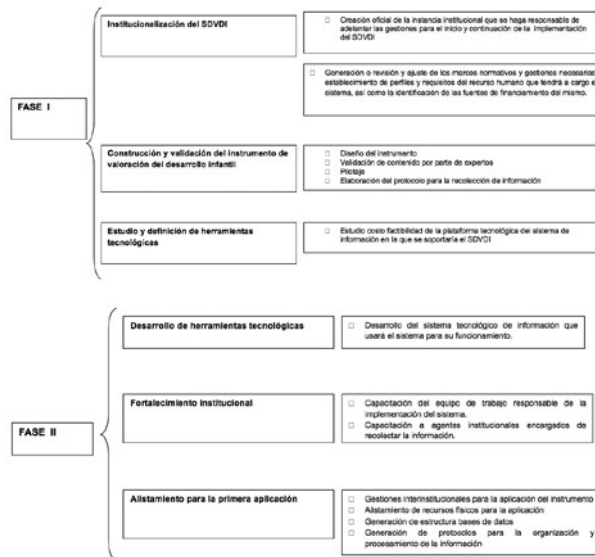 Institucionalización del SDVDI
☐ Creación oficial de la instancia institucional que se haga responsable de
adelantar las gestiones para el inicio y continuación de la implementación
del SDVDI
☐ Generación o revisión y ajuste de los marcos normativos y gestiones necesarias
establecimiento de perfiles y requisitos del recurso humano que tendrá a cargo e
sistema, así como la identificación de las fuentes de financiamiento del mismo.
FASE I
Construcción y validación del instrumento de
valoración del desarrollo infantil
☐ Diseño del instrumento
☐ Validación de contenido por parte de expertos
☐ Pilotaje
☐ Elaboración del protocolo para la recolección de información
Estudio y definición de herramientas
tecnológicas
☐ Estudio costo factibilidad de la plataforma tecnológica del sistema de
información en la que se soportaría el SDVDI
Desarrollo de herramientas tecnológicas
☐ Desarrollo del sistema tecnológico de información que
usará el sistema para su funcionamiento.
FASE II
Fortalecimiento institucional
☐ Capacitación del equipo de trabajo responsable de la
implementación del sistema.
☐ Capacitación a agentes institucionales encargados de
recolectar la información.
Alistamiento para la primera aplicación
☐ Gestiones interinstitucionales para la aplicación del instrumento
☐ Alistamiento de recursos físicos para la aplicación
☐ Generación de estructura bases de datos
☐ Generación de protocolos para la organización y
procesamiento de la información